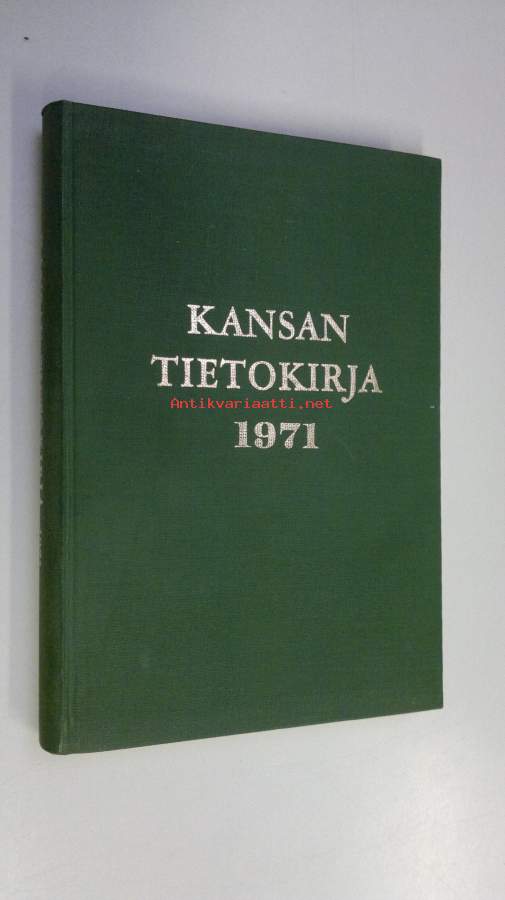 KANSAN
TIETOKIRJA
Antikvariaatti.net
1971